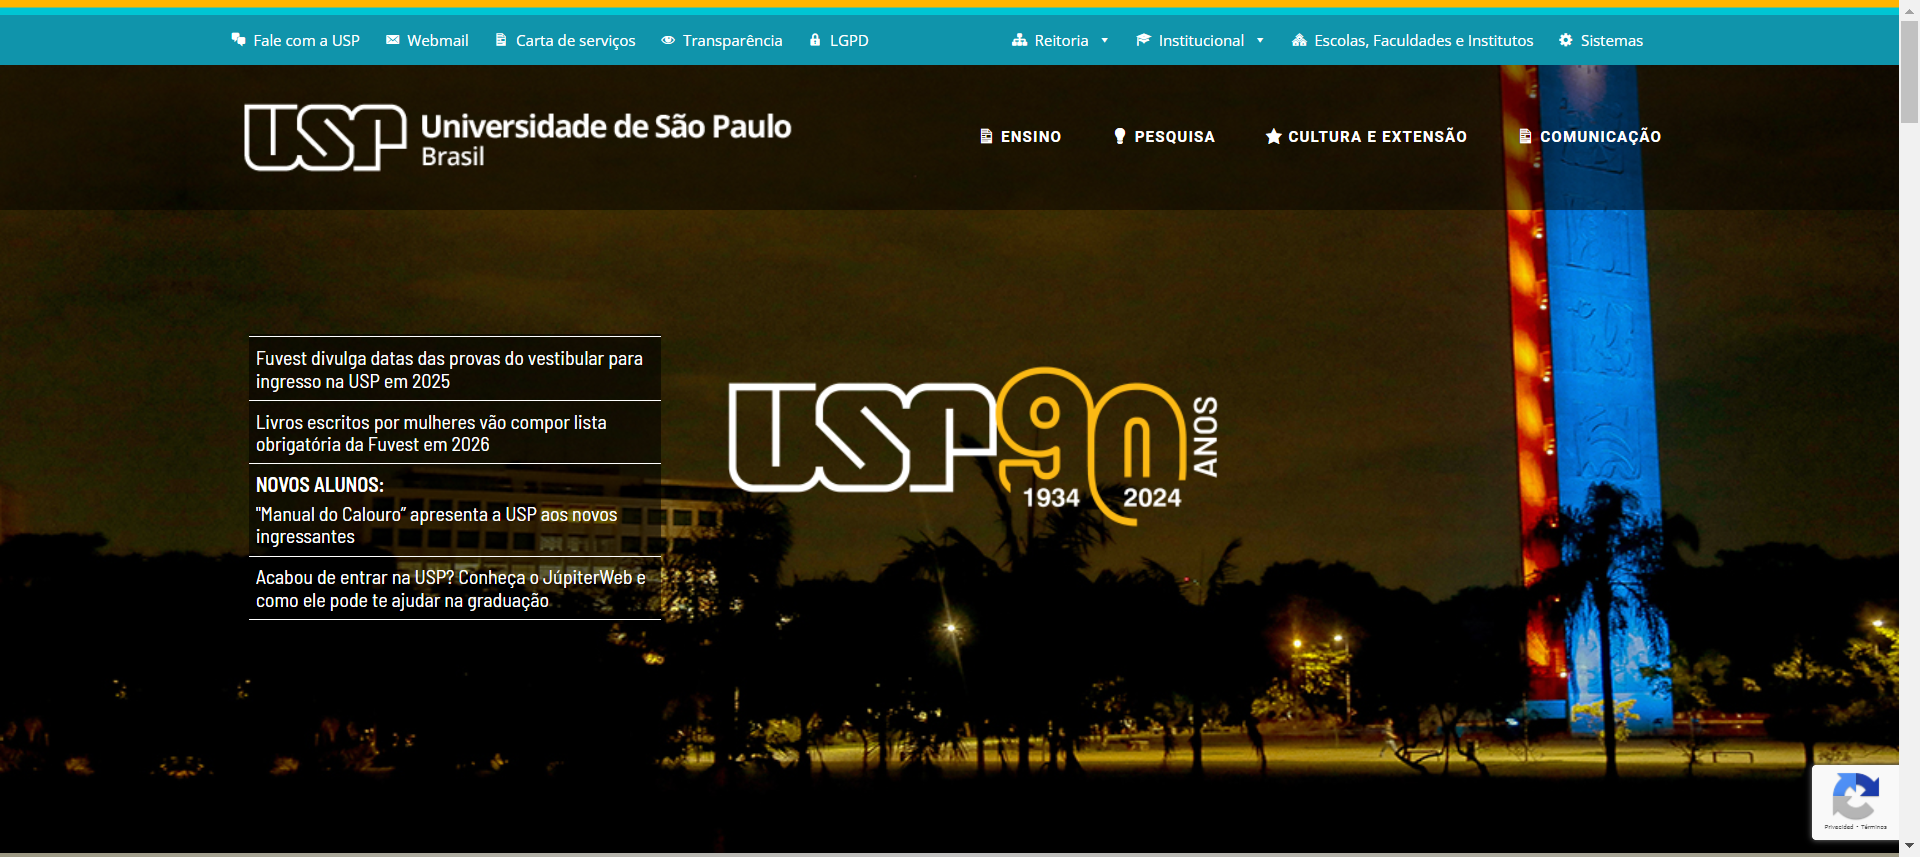 Fale com a USP Webmail Carta de serviços Transparência LGPD Reitoria Institucional Escolas, Faculdades e Institutos Sistemas
USP Universidade de São Paulo
Brasil
ENSINO PESQUISA CULTURA E EXTENSÃO COMUNICAÇÃO
Fuvest divulga datas das provas do vestibular para
ingresso na USP em 2025
Livros escritos por mulheres vão compor lista
obrigatória da Fuvest em 2026
NOVOS ALUNOS:
"Manual do Calouro” apresenta a USP aos novos
ingressantes
Acabou de entrar na USP? Conheça o JúpiterWeb e
como ele pode te ajudar na graduação
USP 90 ANOS
1934 2024
Privacidad - Términos